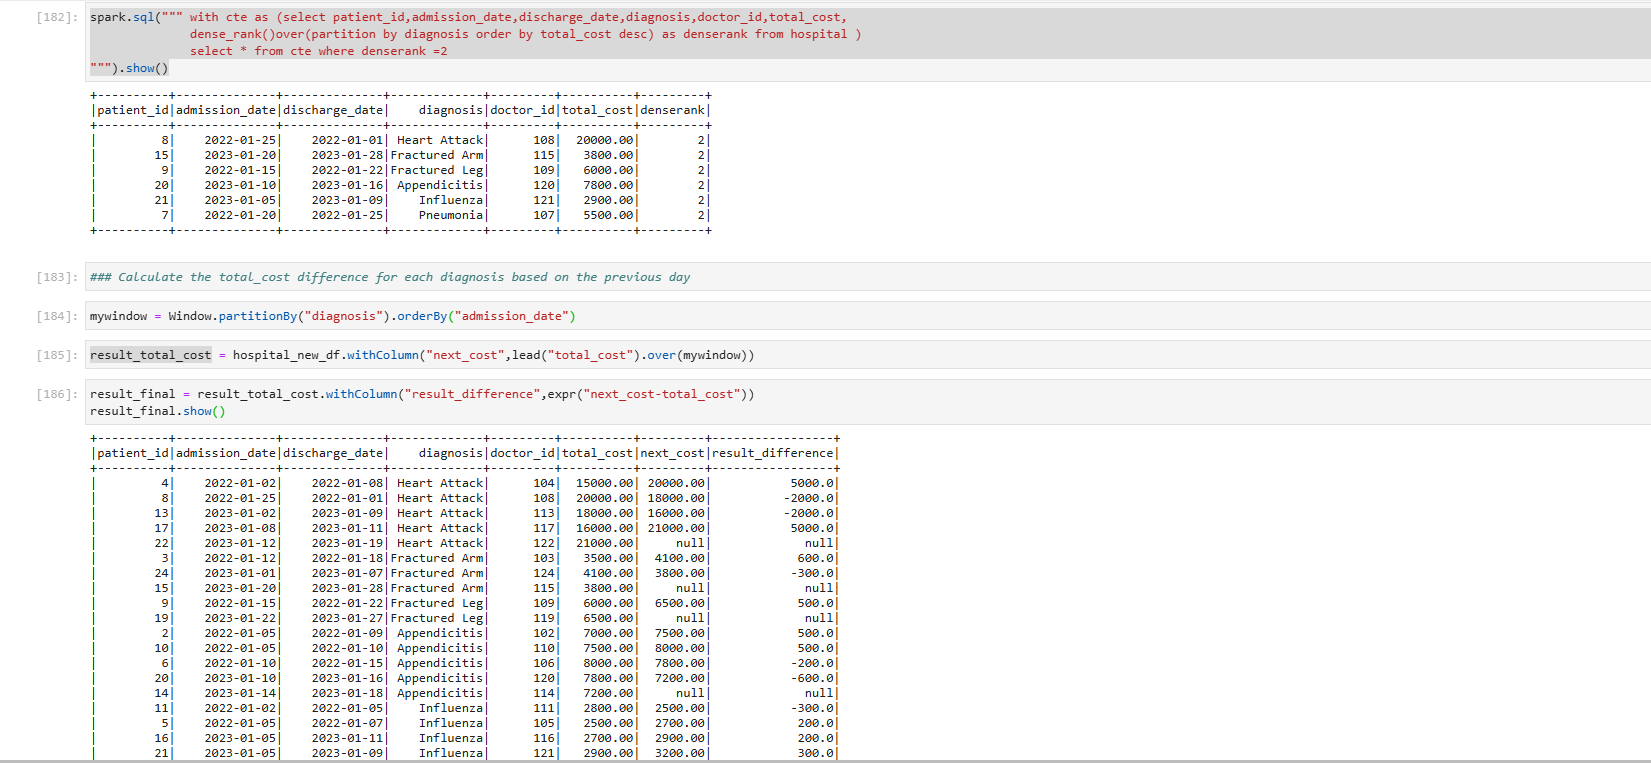 [182]: spark.sql(""" with cte as (select patient_id,admission_date,discharge_date,diagnosis,doctor_id,total_cost,
dense_rank()over(partition by diagnosis order by total_cost desc) as denserank from hospital )
select * from cte where denserank =2
""").show()
+----------+--------------+--------------+-------------+---------+----------+---------+
|patient_id|admission_date|discharge_date|    diagnosis|doctor_id|total_cost|denserank|
+----------+--------------+--------------+-------------+---------+----------+---------+
|         8|    2022-01-25|    2022-01-01| Heart Attack|      108|  20000.00|        2|
|        15|    2023-01-20|    2023-01-28|Fractured Arm|      115|   3800.00|        2|
|         9|    2022-01-15|    2022-01-22|Fractured Leg|      109|   6000.00|        2|
|        20|    2023-01-10|    2023-01-16| Appendicitis|      120|   7800.00|        2|
|        21|    2023-01-05|    2023-01-09|    Influenza|      121|   2900.00|        2|
|         7|    2022-01-20|    2022-01-25|    Pneumonia|      107|   5500.00|        2|
+----------+--------------+--------------+-------------+---------+----------+---------+
[183]: ### Calculate the total_cost difference for each diagnosis based on the previous day
[184]: mywindow = Window.partitionBy("diagnosis").orderBy("admission_date")
[185]: result_total_cost = hospital_new_df.withColumn("next_cost",lead("total_cost").over(mywindow))
[186]: result_final = result_total_cost.withColumn("result_difference",expr("next_cost-total_cost"))
result_final.show()
+----------+--------------+--------------+-------------+---------+----------+---------+-----------------+
|patient_id|admission_date|discharge_date|    diagnosis|doctor_id|total_cost|next_cost|result_difference|
+----------+--------------+--------------+-------------+---------+----------+---------+-----------------+
|         4|    2022-01-02|    2022-01-08| Heart Attack|      104|  15000.00| 20000.00|           5000.0|
|         8|    2022-01-25|    2022-01-01| Heart Attack|      108|  20000.00| 18000.00|          -2000.0|
|        13|    2023-01-02|    2023-01-09| Heart Attack|      113|  18000.00| 16000.00|          -2000.0|
|        17|    2023-01-08|    2023-01-11| Heart Attack|      117|  16000.00| 21000.00|           5000.0|
|        22|    2023-01-12|    2023-01-19| Heart Attack|      122|  21000.00|     null|             null|
|         3|    2022-01-12|    2022-01-18|Fractured Arm|      103|   3500.00|  4100.00|            600.0|
|        24|    2023-01-01|    2023-01-07|Fractured Arm|      124|   4100.00|  3800.00|           -300.0|
|        15|    2023-01-20|    2023-01-28|Fractured Arm|      115|   3800.00|     null|             null|
|         9|    2022-01-15|    2022-01-22|Fractured Leg|      109|   6000.00|  6500.00|            500.0|
|        19|    2023-01-22|    2023-01-27|Fractured Leg|      119|   6500.00|     null|             null|
|         2|    2022-01-05|    2022-01-09| Appendicitis|      102|   7000.00|  7500.00|            500.0|
|        10|    2022-01-05|    2022-01-10| Appendicitis|      110|   7500.00|  8000.00|            500.0|
|         6|    2022-01-10|    2022-01-15| Appendicitis|      106|   8000.00|  7800.00|           -200.0|
|        20|    2023-01-10|    2023-01-16| Appendicitis|      120|   7800.00|  7200.00|           -600.0|
|        14|    2023-01-14|    2023-01-18| Appendicitis|      114|   7200.00|     null|             null|
|        11|    2022-01-02|    2022-01-05|    Influenza|      111|   2800.00|  2500.00|           -300.0|
|         5|    2022-01-05|    2022-01-07|    Influenza|      105|   2500.00|  2700.00|            200.0|
|        16|    2023-01-05|    2023-01-11|    Influenza|      116|   2700.00|  2900.00|            200.0|
|        21|    2023-01-05|    2023-01-09|    Influenza|      121|   2900.00|  3200.00|            300.0|